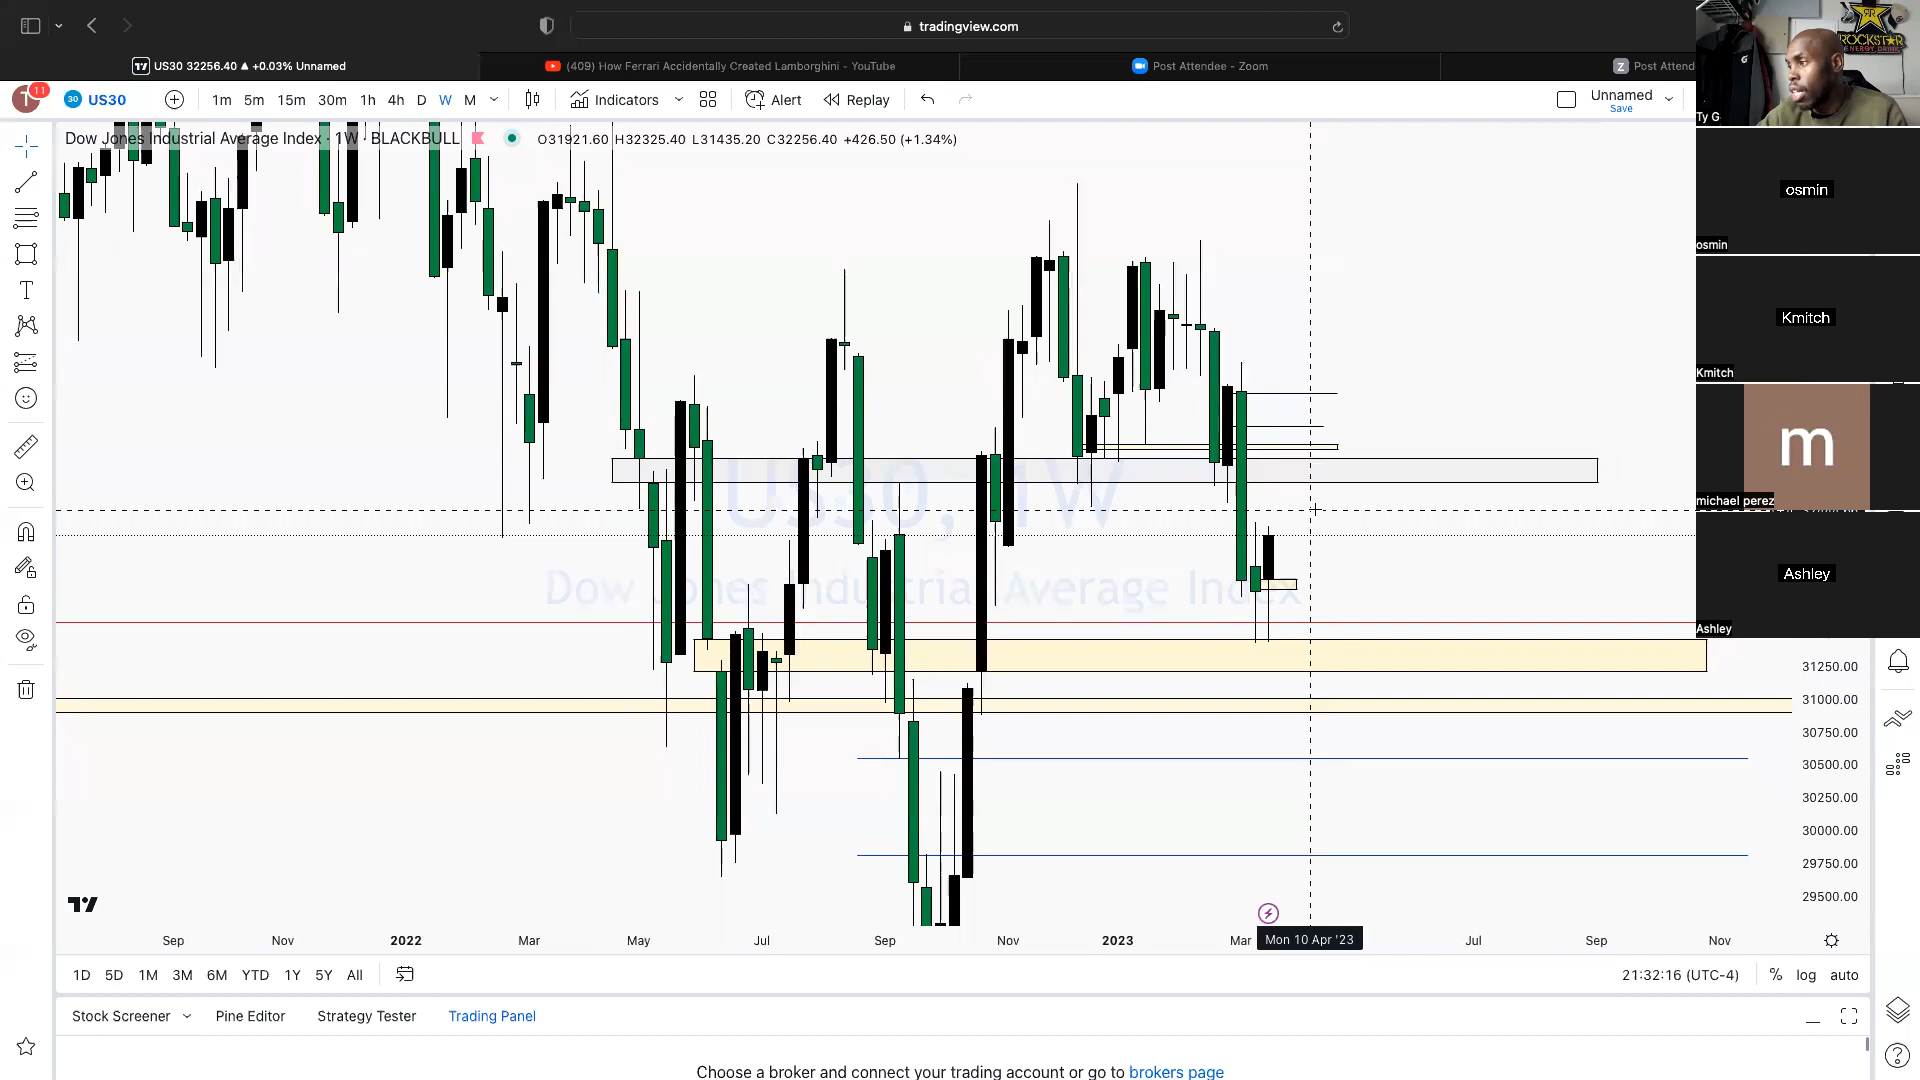 tradingview.com
US30 32256.40 ▲ +0.03% Unnamed
(409) How Ferrari Accidentally Created Lamborghini - YouTube
Post Attendee - Zoom
Post Attend
T 11
US30
1m 5m 15m 30m 1h 4h D W M
Indicators
Alert
Replay
Unnamed
Save
Dow Jones Industrial Average Index · 1W · BLACKBULL
O31921.60 H32325.40 L31435.20 C32256.40 +426.50 (+1.34%)
US30, 1W
Dow Jones Industrial Average Index
ROCKSTAR
ENERGY DRINK
Ty G
osmin
osmin
Kmitch
Kmitch
m
michael perez
Ashley
Ashley
31250.00
31000.00
30750.00
30500.00
30250.00
30000.00
29750.00
29500.00
Sep Nov 2022 Mar May Jul Sep Nov 2023 Mar Mon 10 Apr '23 Jul Sep Nov
1D 5D 1M 3M 6M YTD 1Y 5Y All
21:32:16 (UTC-4) % log auto
Stock Screener Pine Editor Strategy Tester Trading Panel
Choose a broker and connect your trading account or go to brokers page